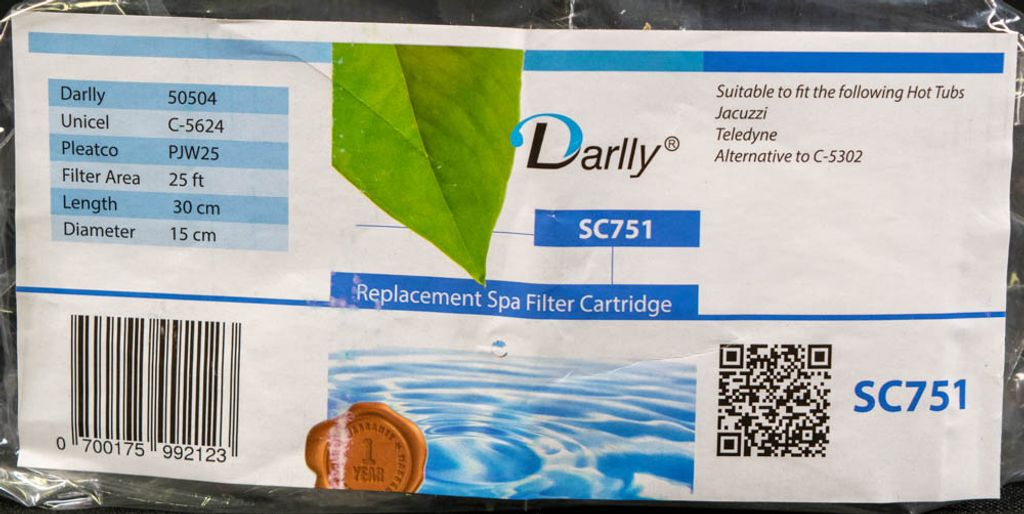 Darlly 50504
Unicel C-5624
Pleatco PJW25
Filter Area 25 ft
Length 30 cm
Diameter 15 cm
Darlly®
SC751
Replacement Spa Filter Cartridge
Suitable to fit the following Hot Tubs
Jacuzzi
Teledyne
Alternative to C-5302
0 700175 992123
1
YEAR
SC751